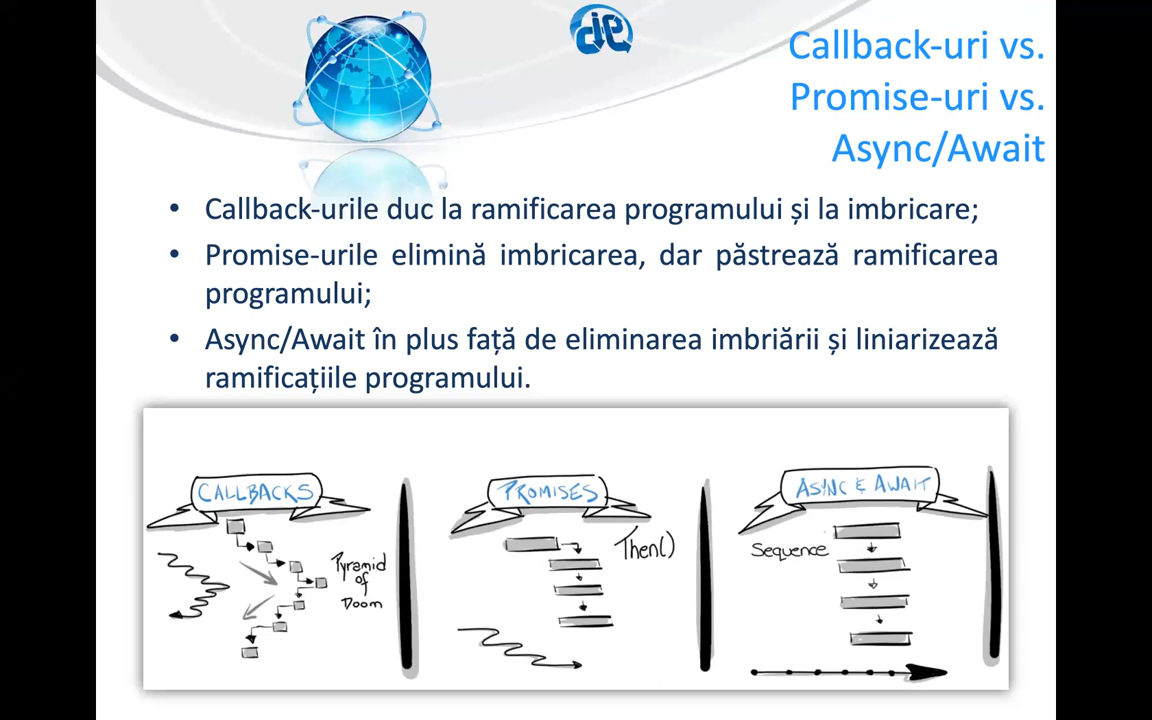 Callback-uri vs.
Promise-uri vs.
Async/Await
• Callback-urile duc la ramificarea programului și la imbricare;
• Promise-urile elimină imbricarea, dar păstrează ramificarea
programului;
• Async/Await în plus față de eliminarea imbriării și liniarizează
ramificațiile programului.
CALLBACKS
Pyramid
of
Doom
PROMISES
Then()
ASYNC & AWAIT
Sequence